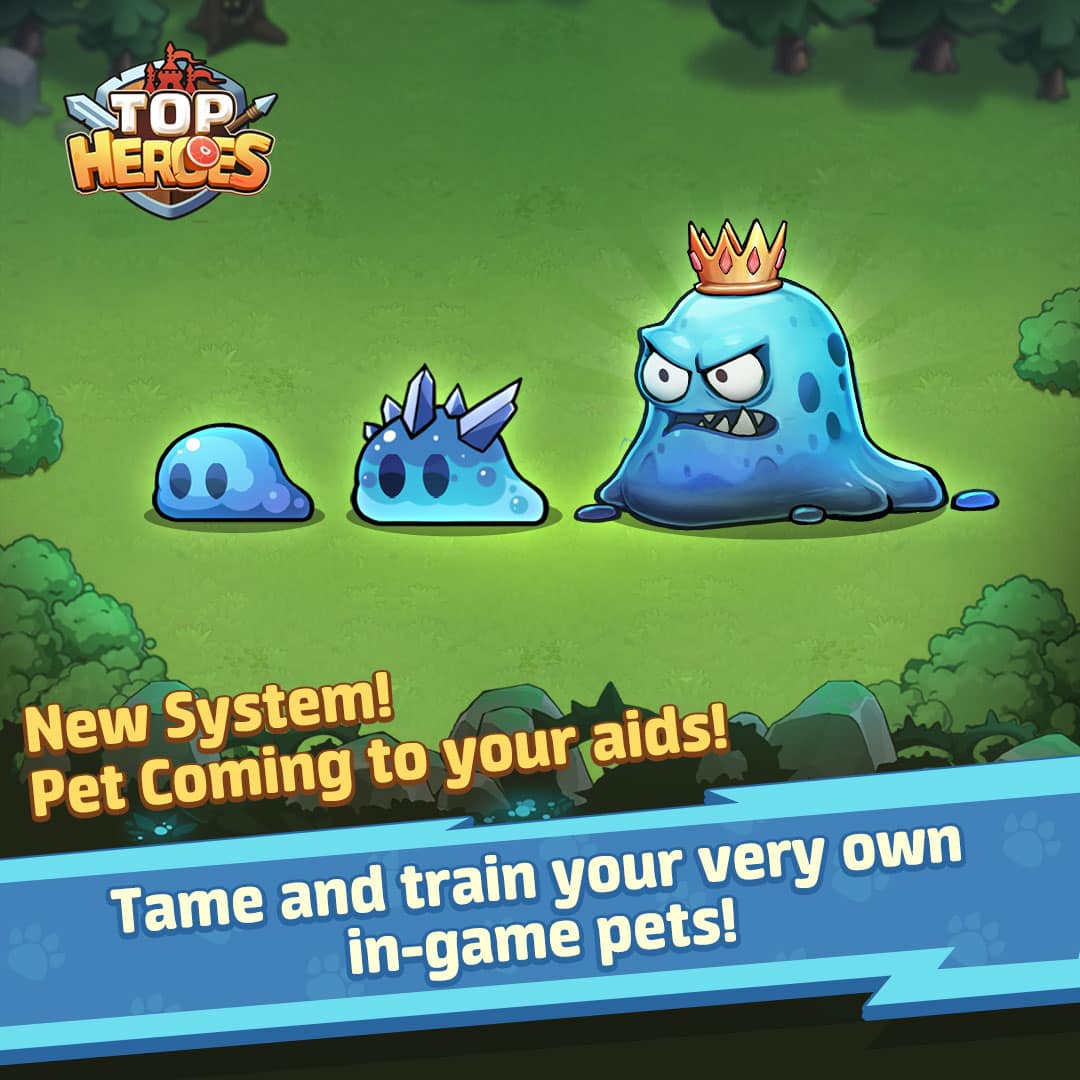 TOP
HEROES
New System!
Pet Coming to your aids!
Tame and train your very own
in-game pets!